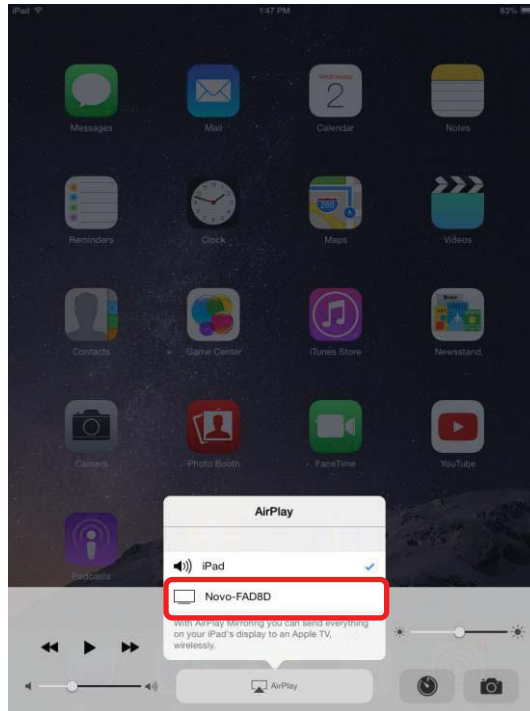 iPad
1:47 PM
83%
Messages
Mail
Wednesday
2
Calendar
Notes
Reminders
Clock
280
Maps
Videos
Contacts
Game Center
iTunes Store
Newsstand
Camera
Photo Booth
FaceTime
YouTube
Podcasts
AirPlay
iPad
Novo-FAD8D
With AirPlay Mirroring you can send everything
on your iPad's display to an Apple TV,
wirelessly.
AirPlay